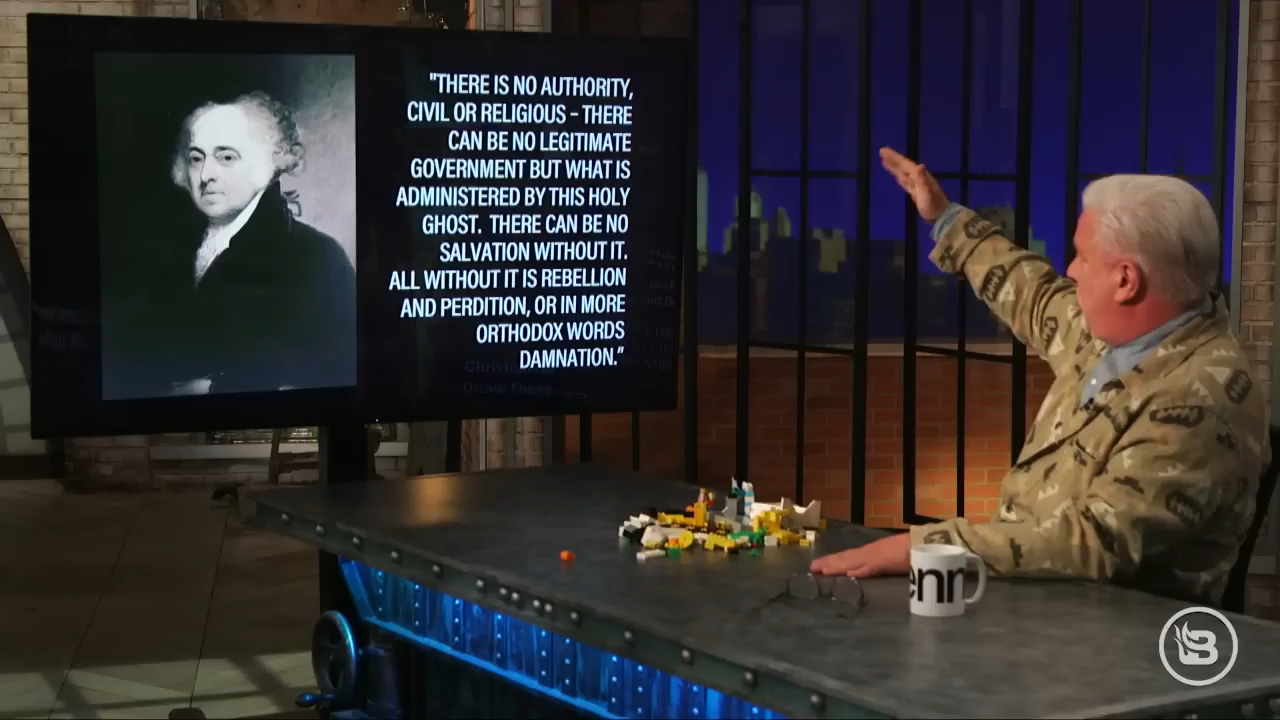 "THERE IS NO AUTHORITY,
CIVIL OR RELIGIOUS – THERE
CAN BE NO LEGITIMATE
GOVERNMENT BUT WHAT IS
ADMINISTERED BY THIS HOLY
GHOST. THERE CAN BE NO
SALVATION WITHOUT IT.
ALL WITHOUT IT IS REBELLION
AND PERDITION, OR IN MORE
ORTHODOX WORDS
DAMNATION."
enn
B